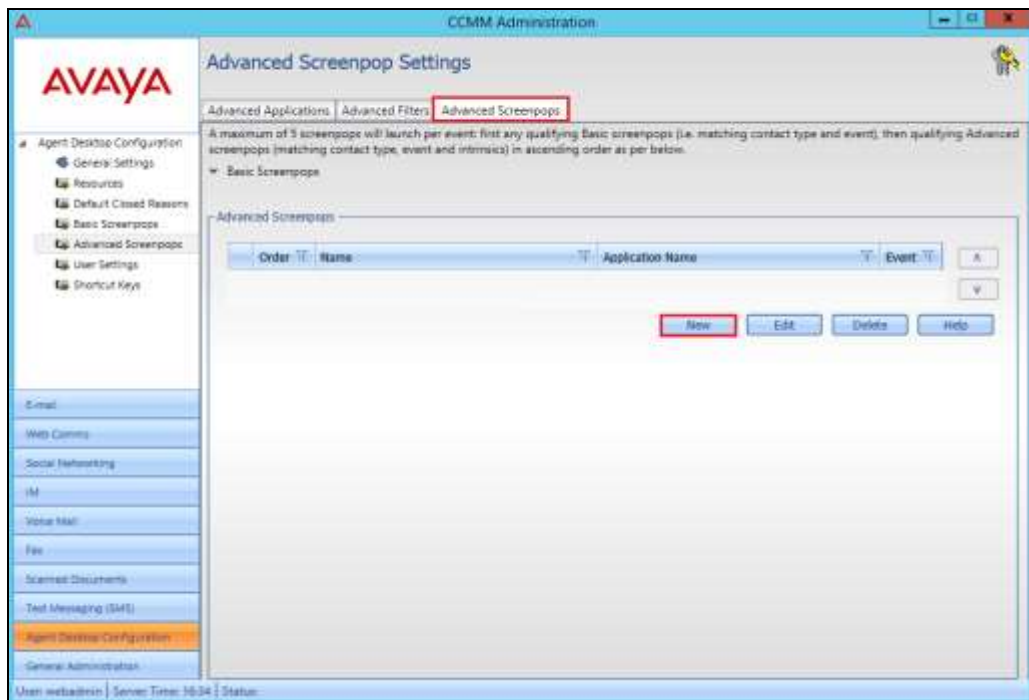 CCMM Administration
AVAYA
Advanced Screenpop Settings
Advanced Applications
Advanced Filters
Advanced Screenpops
A maximum of 5 screenpops will launch per event: first any qualifying Basic screenpops (i.e. matching contact type and event), then qualifying Advanced
screenpops (matching contact type, event and intrinsics) in ascending order as per below.
Basic Screenpops
Agent Desktop Configuration
General Settings
Resources
Default Closed Reasons
Basic Screenpops
Advanced Screenpops
User Settings
Shortcut Keys
Advanced Screenpops
Order
Name
Application Name
Event
New
Edit
Delete
Help
E-mail
Web Comms
Social Networking
IM
Voice Mail
Fax
Scanned Documents
Text Messaging (SMS)
Agent Desktop Configuration
General Administration
User: webadmin
Server Time: 16:34
Status: